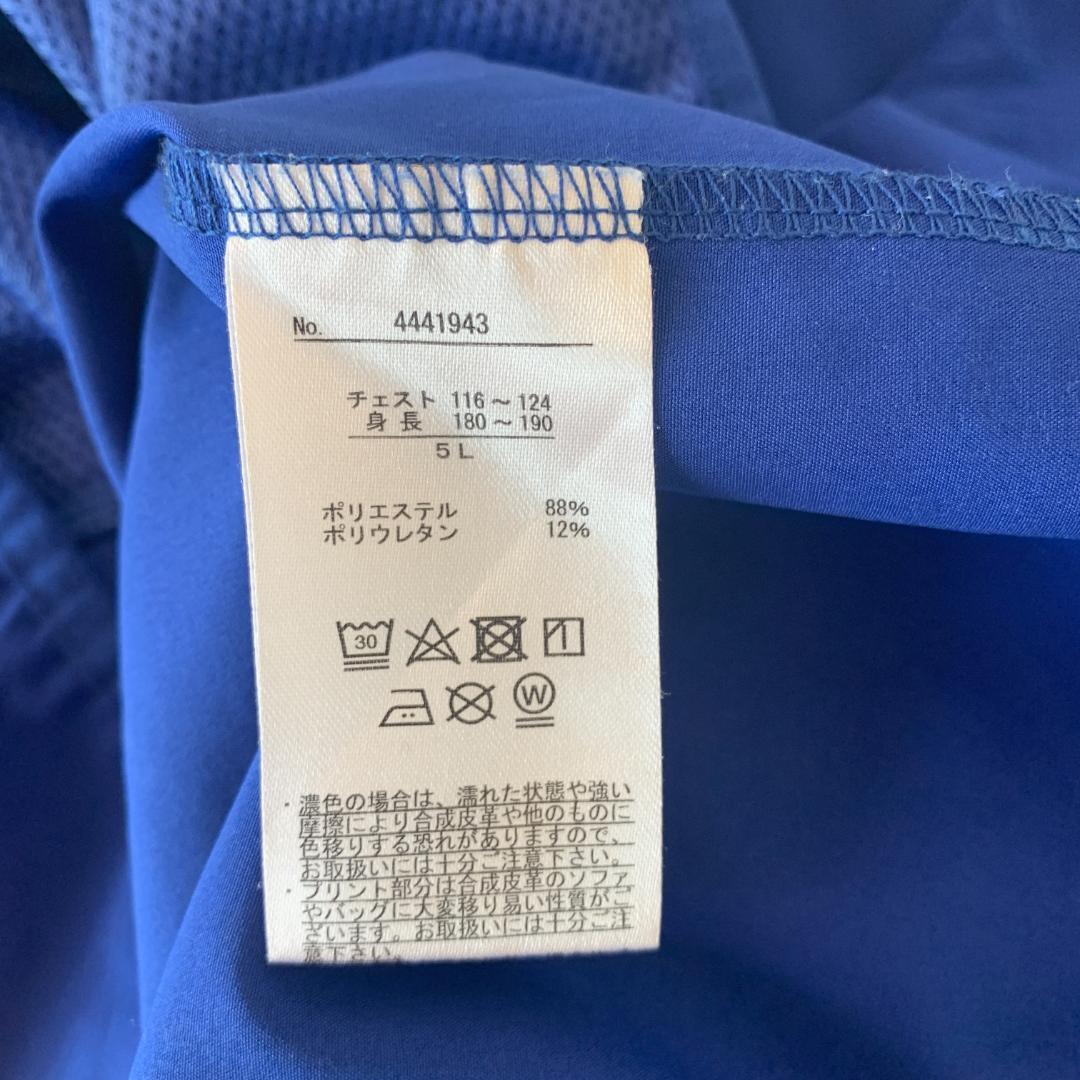 No. 4441943
チェスト 116～124
身長 180～190
5L
ポリエステル 88%
ポリウレタン 12%
30
W
・濃色の場合は、濡れた状態や強い
摩擦により合成皮革や他のものに
色移りする恐れがありますので、
お取扱いには十分ご注意下さい。
・プリント部分は合成皮革のソファ
やバッグに大変移り易い性質がご
ざいます。お取扱いには十分ご注
意下さい。